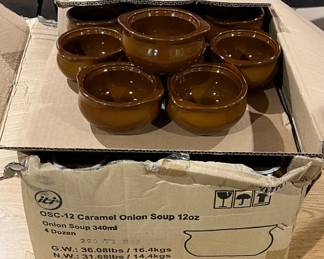 iti
OSC-12 Caramel Onion Soup 12oz
Onion Soup 340ml
4 Dozen
G.W.: 36.08lbs / 16.4kgs
N.W.: 31.68lbs / 14.4kgs